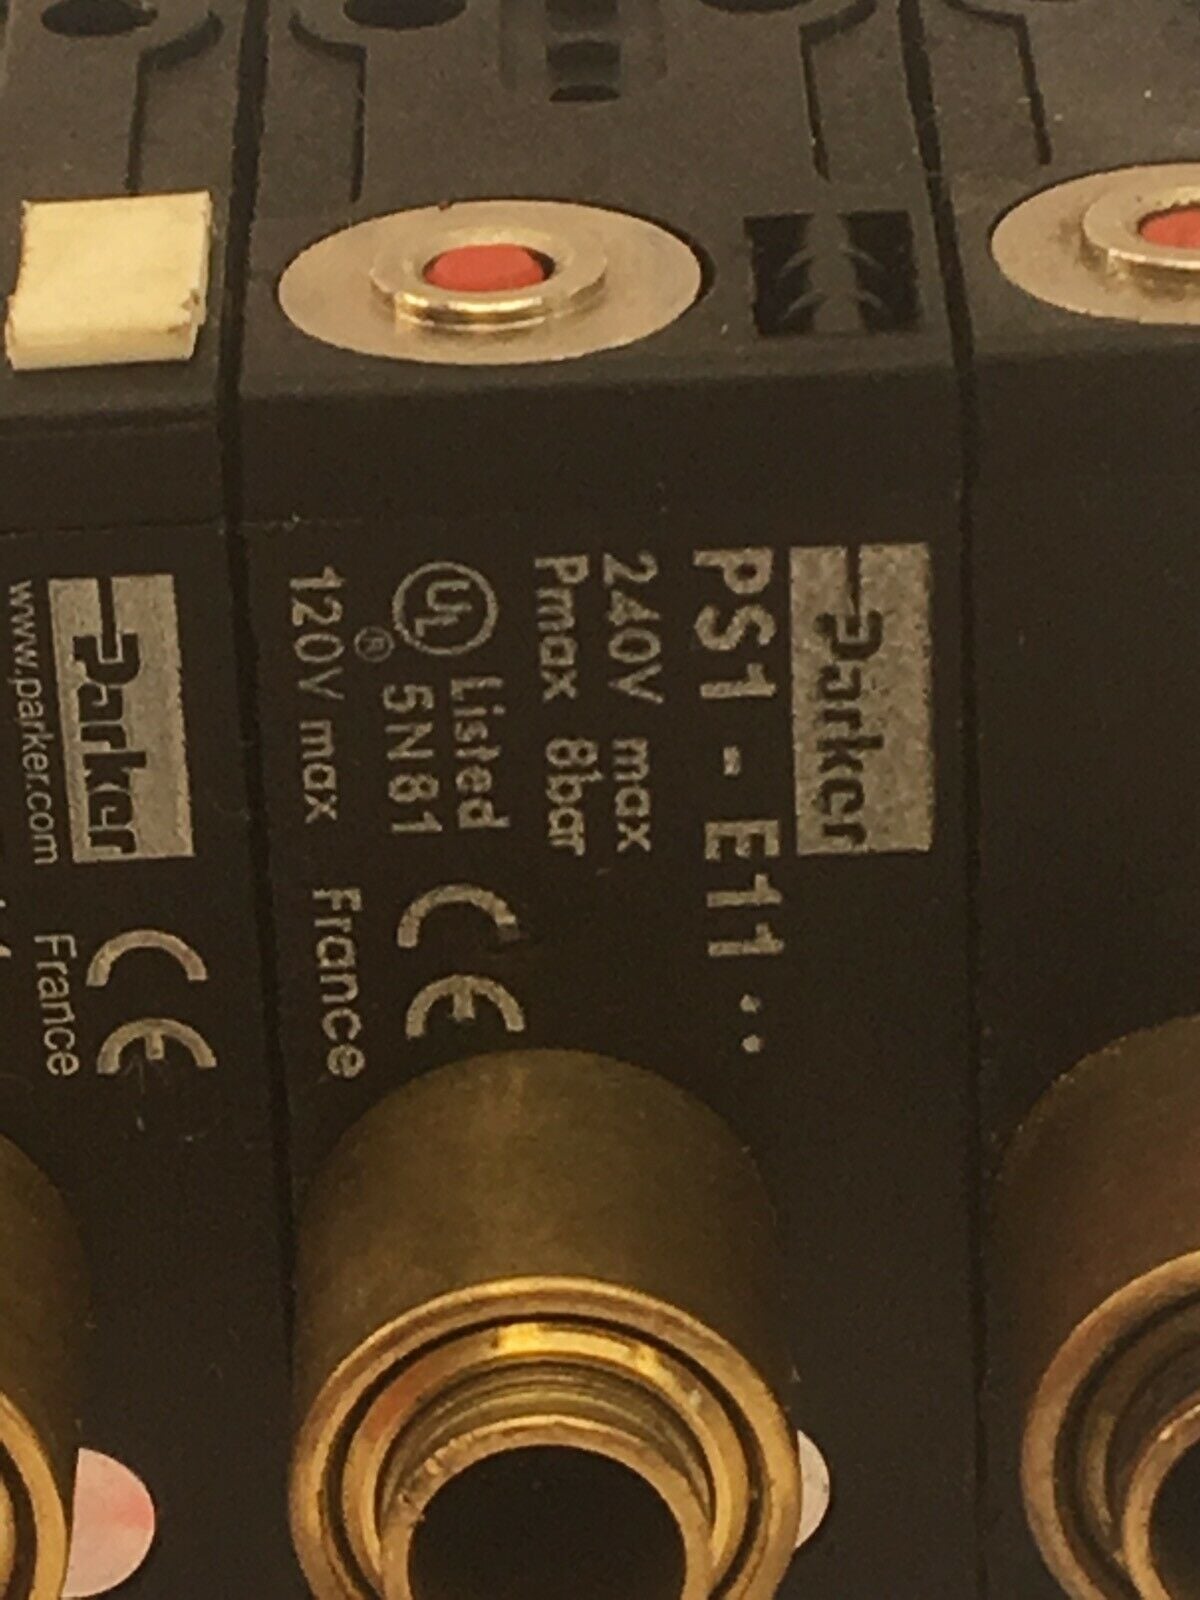 Parker
PS1 - E11 ..
240V max
Pmax 8bar
UL ® Listed
5N81
CE
120V max France
Parker
CE
www.parker.com France